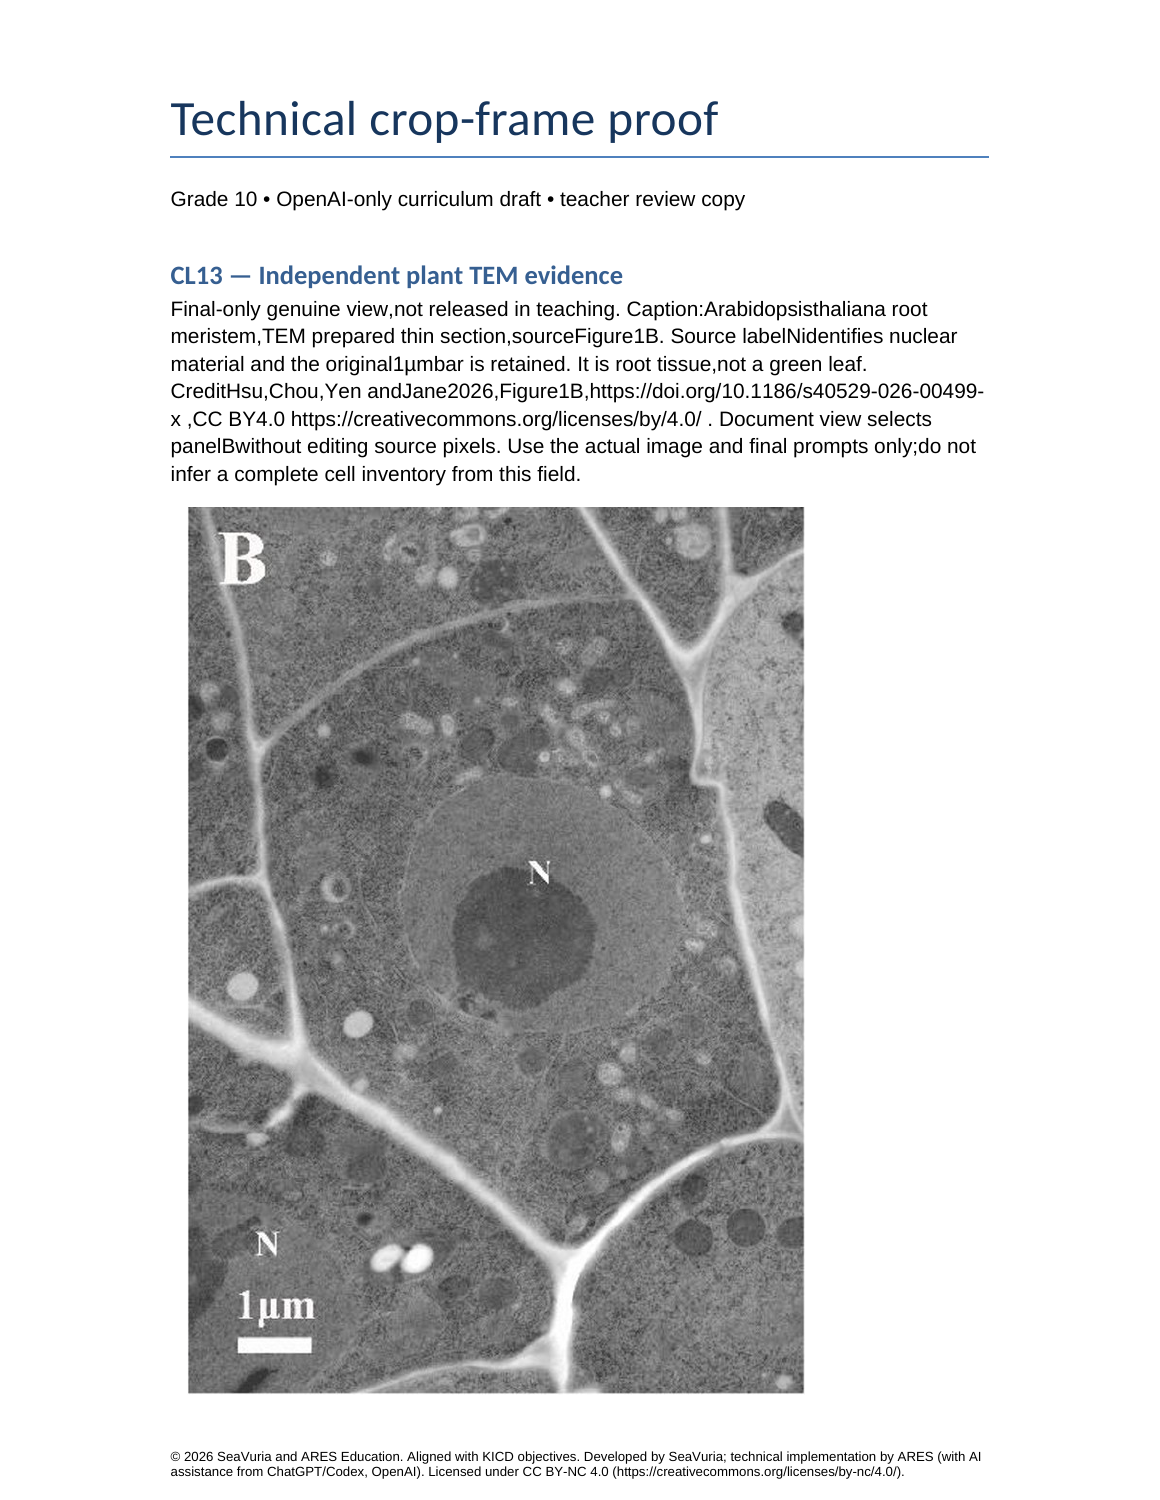 Technical crop-frame proof
Grade 10 • OpenAI-only curriculum draft • teacher review copy
CL13 — Independent plant TEM evidence
Final-only genuine view,not released in teaching. Caption:Arabidopsisthaliana root
meristem,TEM prepared thin section,sourceFigure1B. Source labelNidentifies nuclear
material and the original1µmbar is retained. It is root tissue,not a green leaf.
CreditHsu,Chou,Yen andJane2026,Figure1B,https://doi.org/10.1186/s40529-026-00499-
x ,CC BY4.0 https://creativecommons.org/licenses/by/4.0/ . Document view selects
panelBwithout editing source pixels. Use the actual image and final prompts only;do not
infer a complete cell inventory from this field.
B
N
N
1µm
© 2026 SeaVuria and ARES Education. Aligned with KICD objectives. Developed by SeaVuria; technical implementation by ARES (with AI
assistance from ChatGPT/Codex, OpenAI). Licensed under CC BY-NC 4.0 (https://creativecommons.org/licenses/by-nc/4.0/).